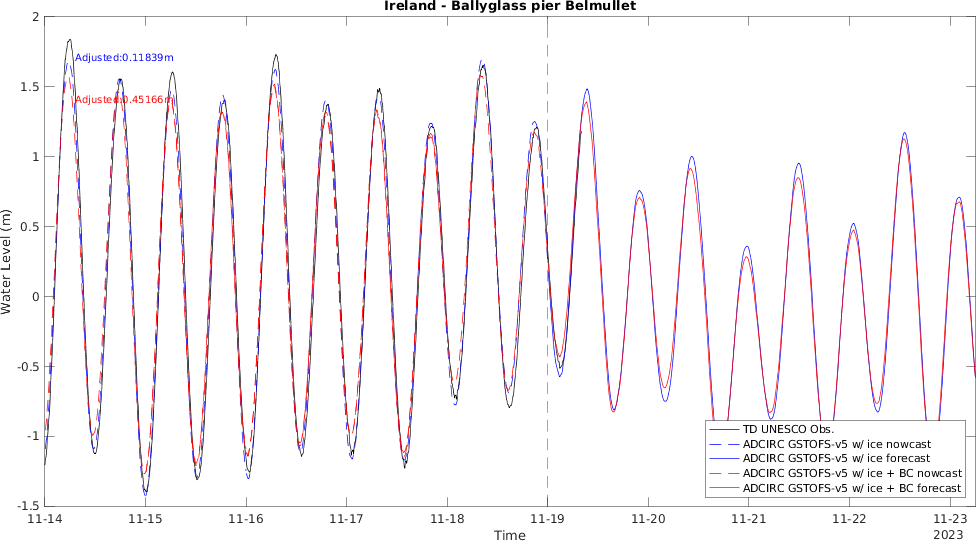 Ireland - Ballyglass pier Belmullet
Adjusted:0.11839m
Adjusted:0.45166m
Water Level (m)
2
1.5
1
0.5
0
-0.5
-1
-1.5
TD UNESCO Obs.
ADCIRC GSTOFS-v5 w/ ice nowcast
ADCIRC GSTOFS-v5 w/ ice forecast
ADCIRC GSTOFS-v5 w/ ice + BC nowcast
ADCIRC GSTOFS-v5 w/ ice + BC forecast
11-14 11-15 11-16 11-17 11-18 11-19 11-20 11-21 11-22 11-23
Time
2023